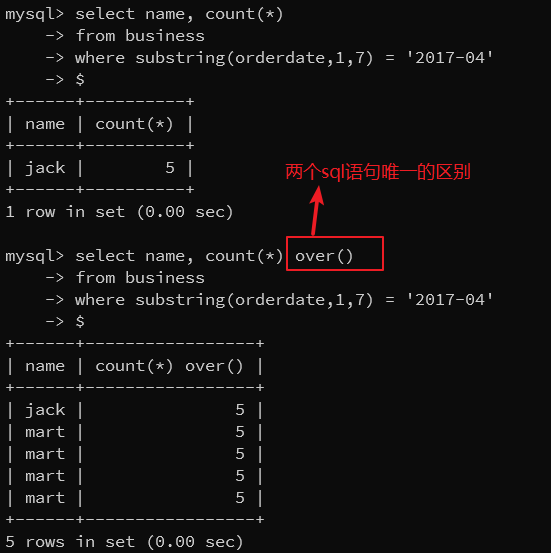 mysql> select name, count(*)
    -> from business
    -> where substring(orderdate,1,7) = '2017-04'
    -> $
+------+----------+
| name | count(*) |
+------+----------+
| jack |        5 |
+------+----------+
1 row in set (0.00 sec)
两个sql语句唯一的区别
mysql> select name, count(*) over()
    -> from business
    -> where substring(orderdate,1,7) = '2017-04'
    -> $
+------+-----------------+
| name | count(*) over() |
+------+-----------------+
| jack |               5 |
| mart |               5 |
| mart |               5 |
| mart |               5 |
| mart |               5 |
+------+-----------------+
5 rows in set (0.00 sec)